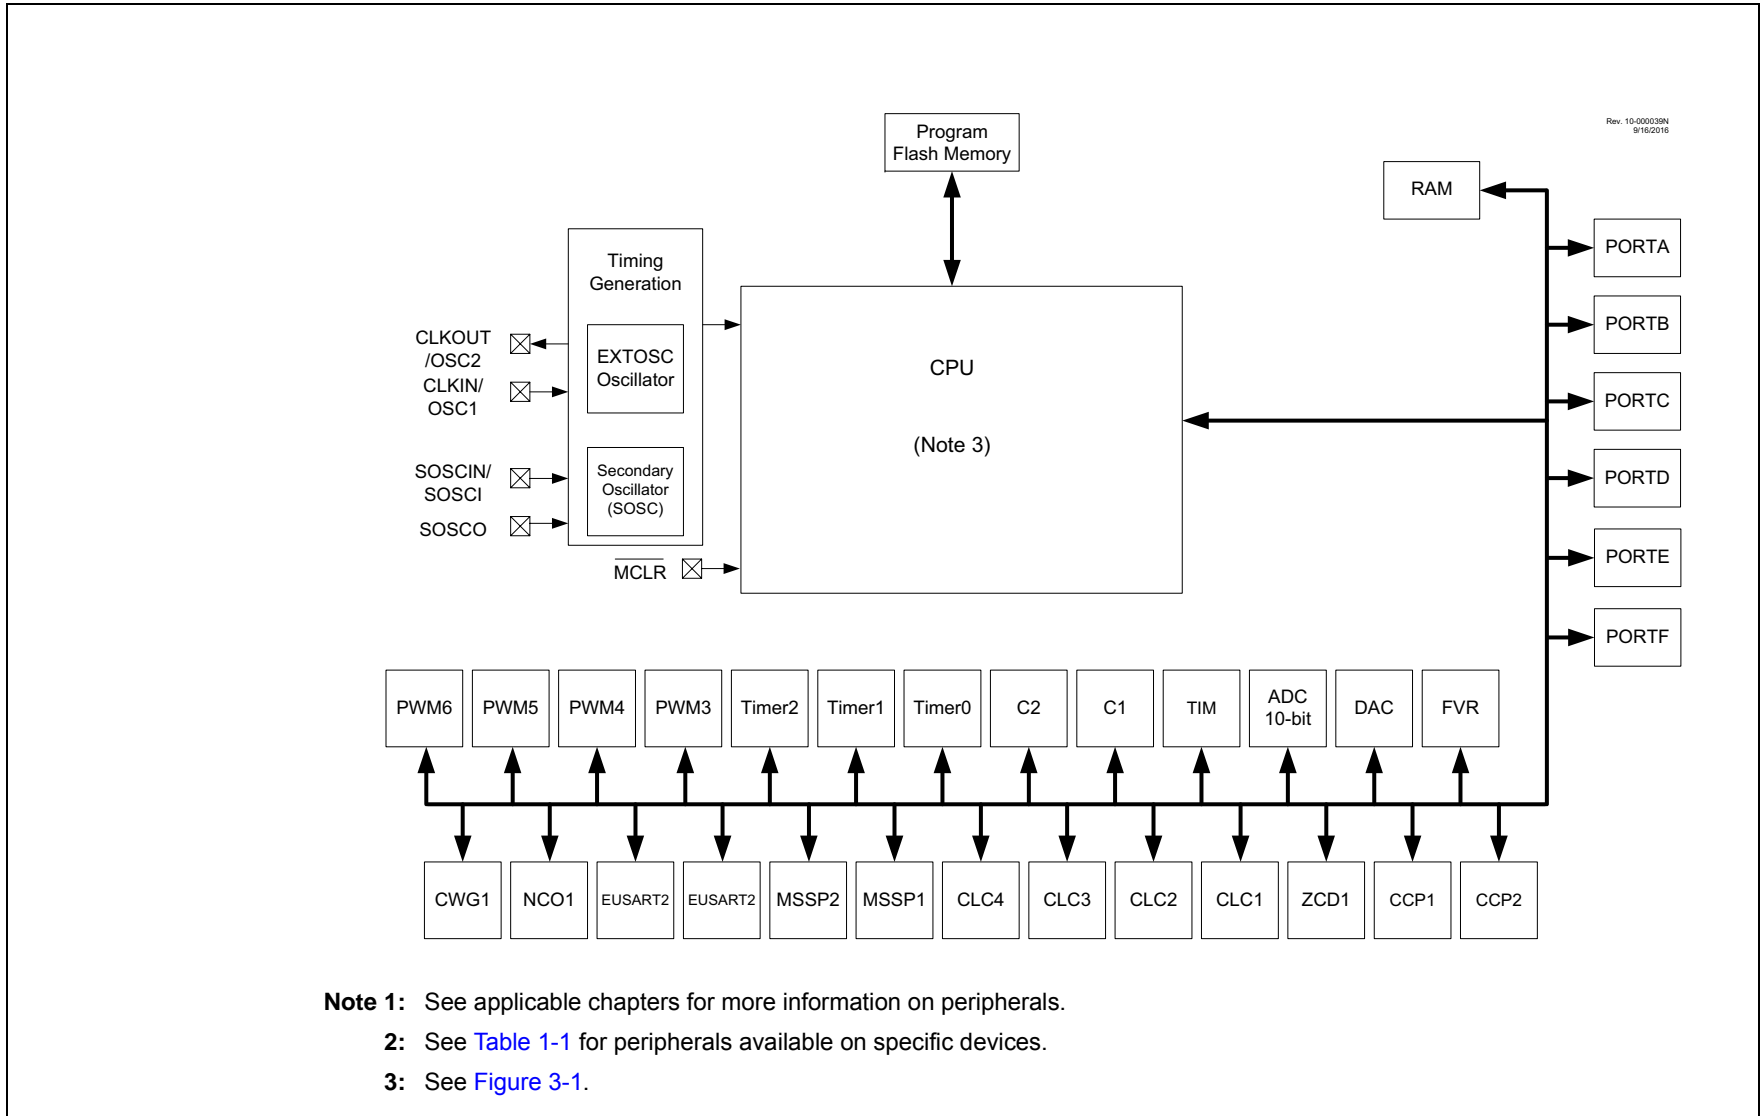 Rev. 10-000039N
9/16/2016
Program
Flash Memory
RAM
PORTA
PORTB
PORTC
PORTD
PORTE
PORTF
Timing
Generation
EXTOSC
Oscillator
Secondary
Oscillator
(SOSC)
CLKOUT
/OSC2
CLKIN/
OSC1
SOSCIN/
SOSCI
SOSCO
MCLR
CPU
(Note 3)
PWM6
PWM5
PWM4
PWM3
Timer2
Timer1
Timer0
C2
C1
TIM
ADC
10-bit
DAC
FVR
CWG1
NCO1
EUSART2
EUSART2
MSSP2
MSSP1
CLC4
CLC3
CLC2
CLC1
ZCD1
CCP1
CCP2
Note 1: See applicable chapters for more information on peripherals.
2: See Table 1-1 for peripherals available on specific devices.
3: See Figure 3-1.